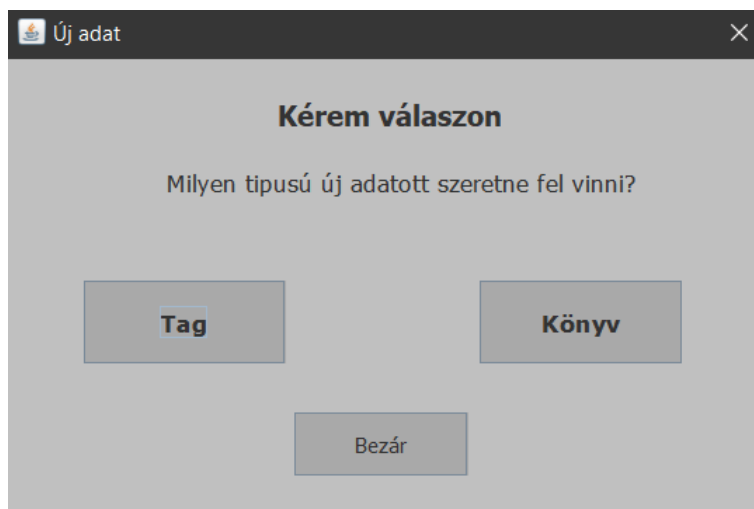 Új adat
Kérem válaszon
Milyen tipusú új adatott szeretne fel vinni?
Tag
Könyv
Bezár